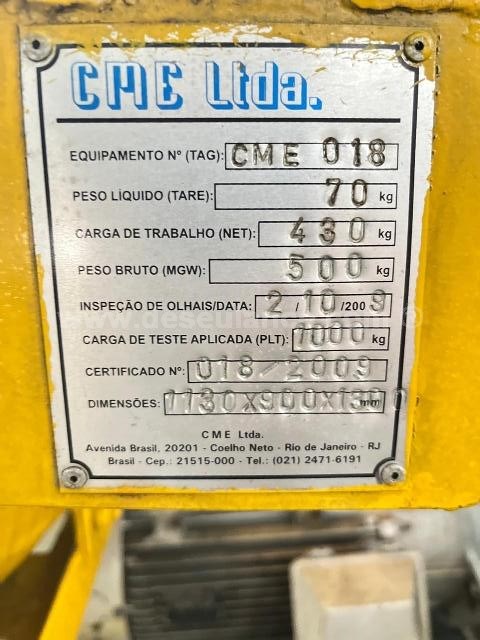 CME Ltda.
EQUIPAMENTO Nº (TAG): CME 018
PESO LÍQUIDO (TARE): 70 kg
CARGA DE TRABALHO (NET): 430 kg
PESO BRUTO (MGW): 500 kg
INSPEÇÃO DE OLHAIS/DATA: 2/10/2009
CARGA DE TESTE APLICADA (PLT): 1000 kg
CERTIFICADO Nº: 018/2009
DIMENSÕES: 1130x900x1300 mm
CME Ltda.
Avenida Brasil, 20201 - Coelho Neto - Rio de Janeiro - RJ
Brasil - Cep.: 21515-000 - Tel.: (021) 2471-6191